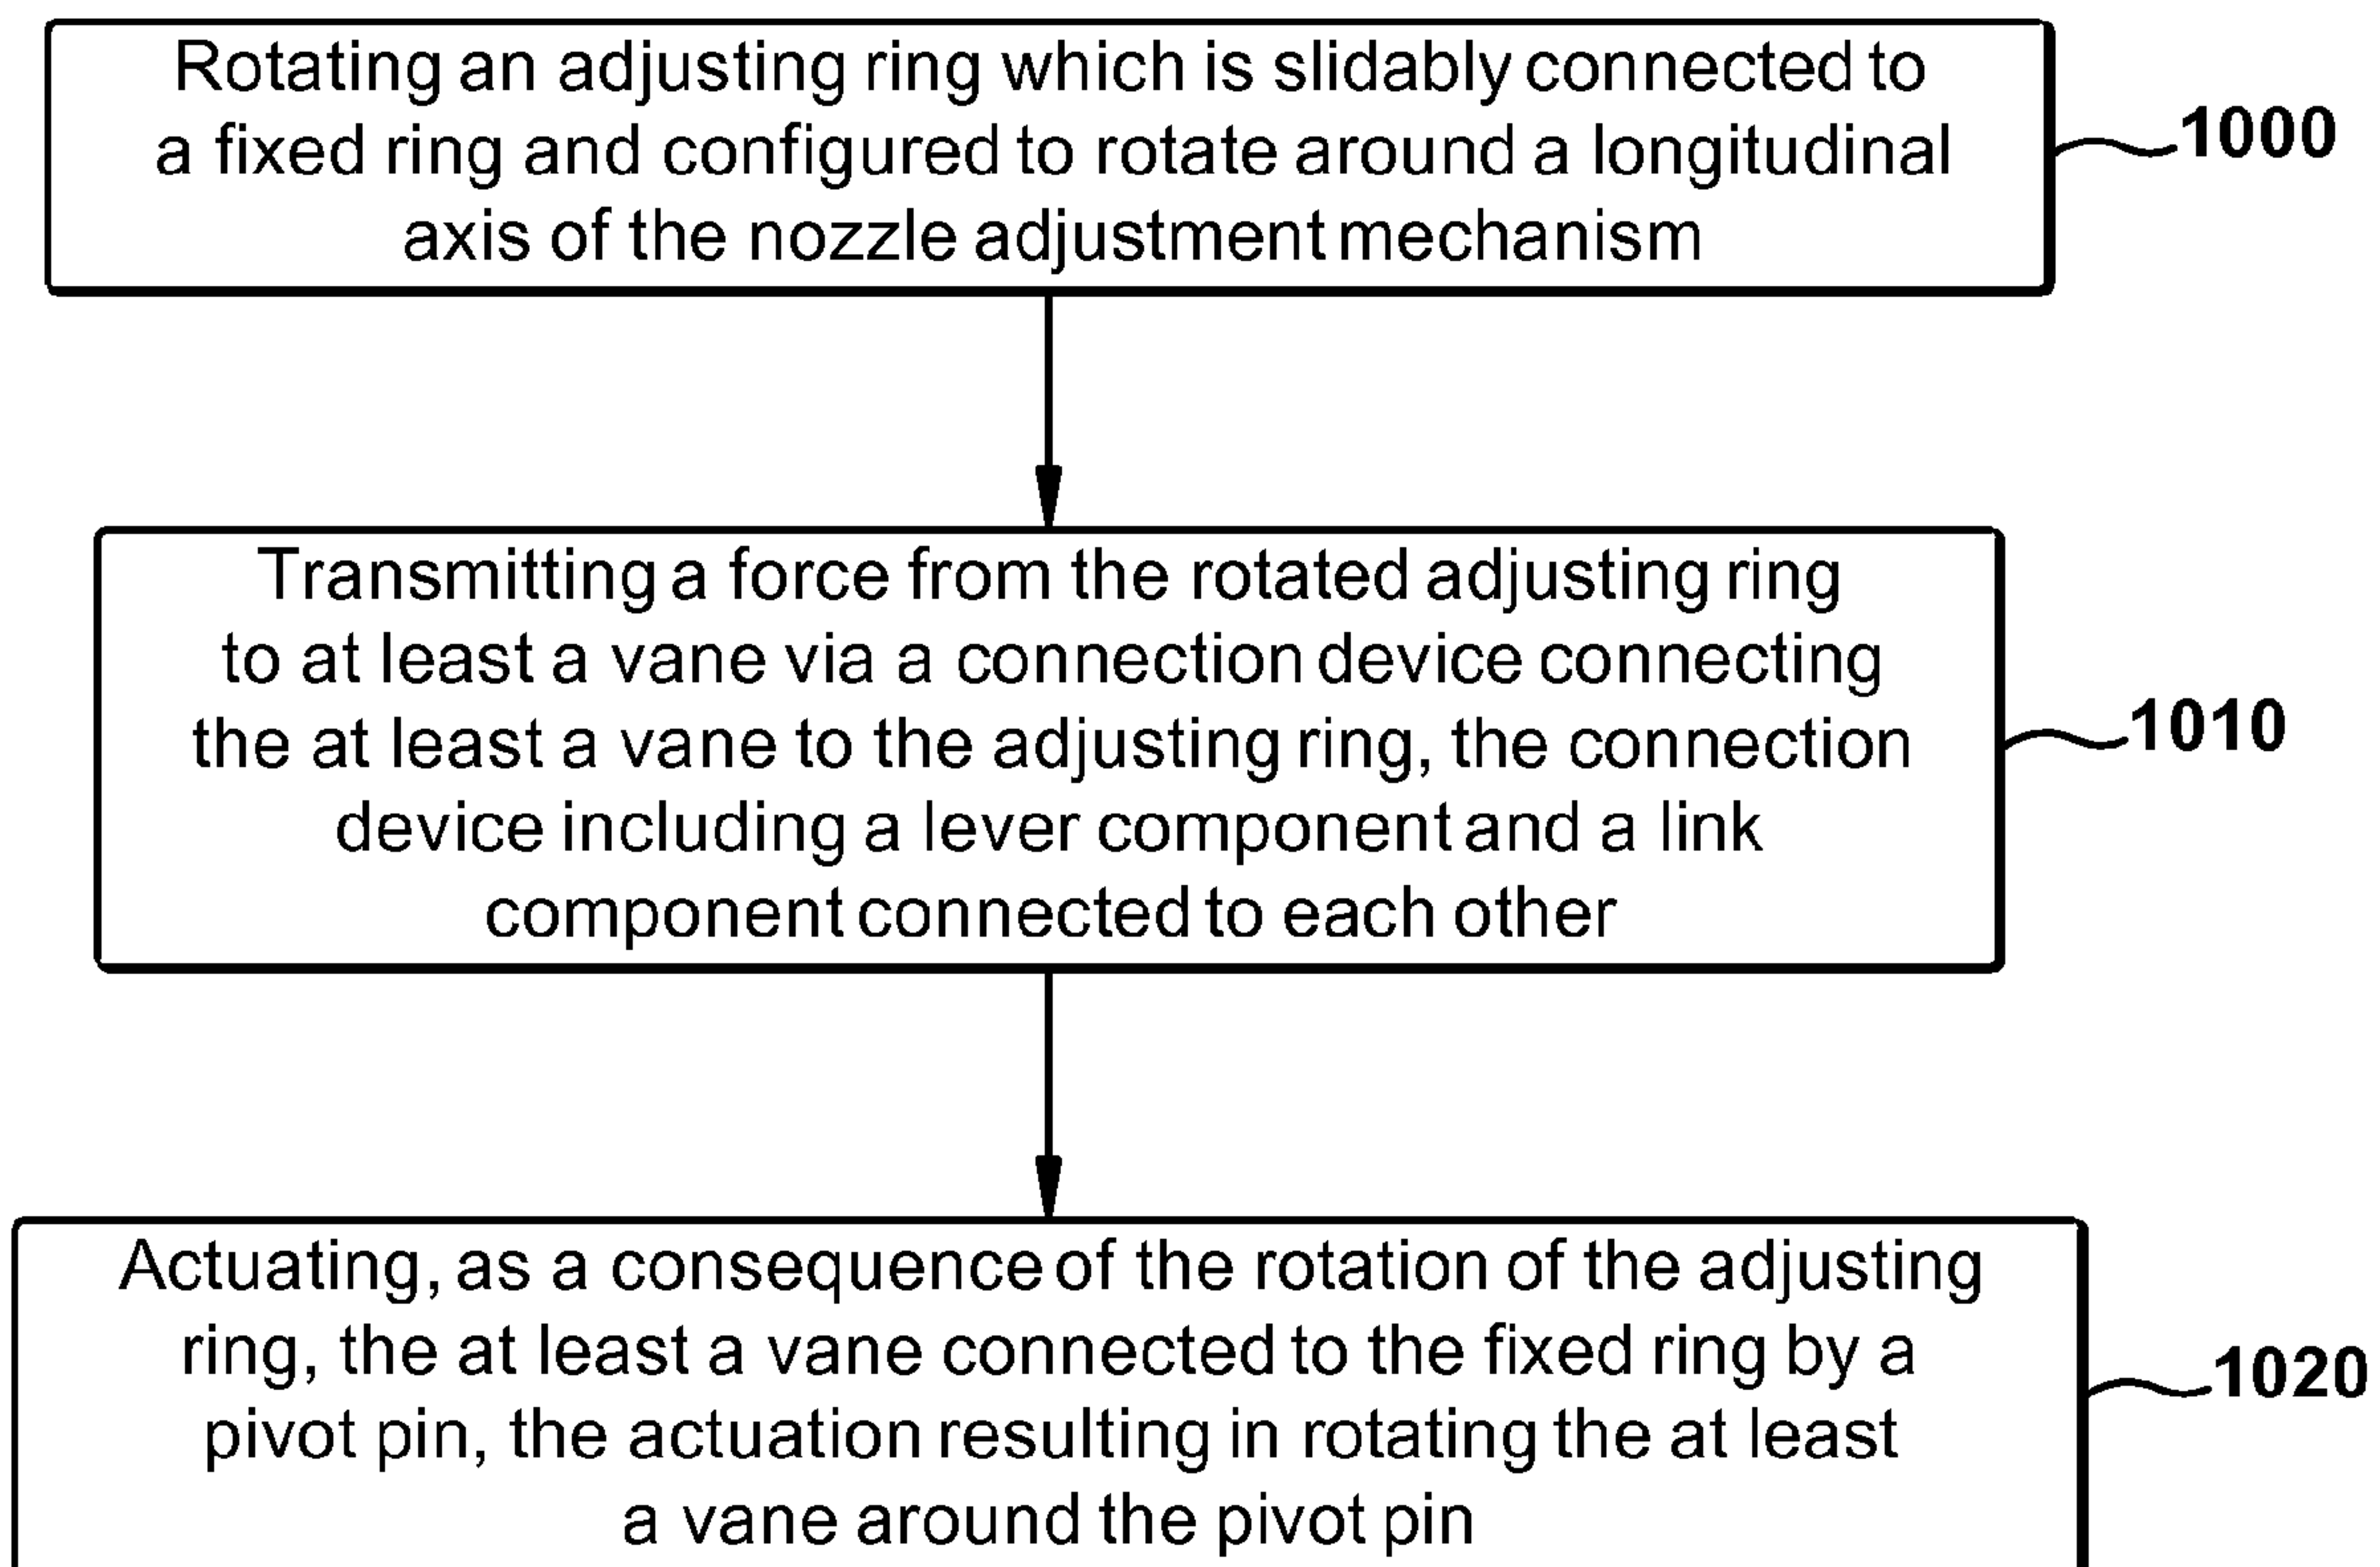 Rotating an adjusting ring which is slidably connected to
a fixed ring and configured to rotate around a longitudinal
axis of the nozzle adjustment mechanism
1000
Transmitting a force from the rotated adjusting ring
to at least a vane via a connection device connecting
the at least a vane to the adjusting ring, the connection
device including a lever component and a link
component connected to each other
1010
Actuating, as a consequence of the rotation of the adjusting
ring, the at least a vane connected to the fixed ring by a
pivot pin, the actuation resulting in rotating the at least
a vane around the pivot pin
1020